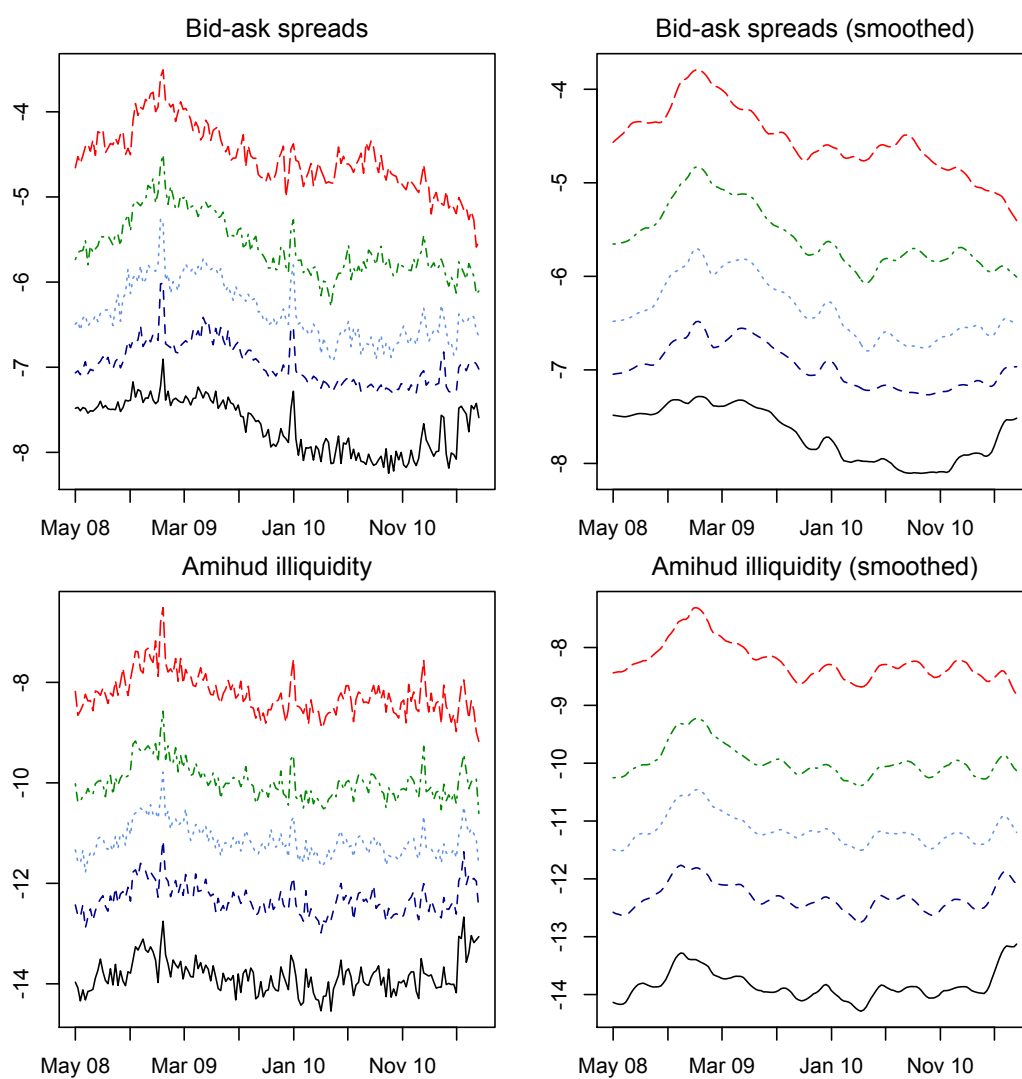 Bid-ask spreads
-4
-5
-6
-7
-8
May 08 Mar 09 Jan 10 Nov 10
Bid-ask spreads (smoothed)
-4
-5
-6
-7
-8
May 08 Mar 09 Jan 10 Nov 10
Amihud illiquidity
-8
-10
-12
-14
May 08 Mar 09 Jan 10 Nov 10
Amihud illiquidity (smoothed)
-8
-9
-10
-11
-12
-13
-14
May 08 Mar 09 Jan 10 Nov 10